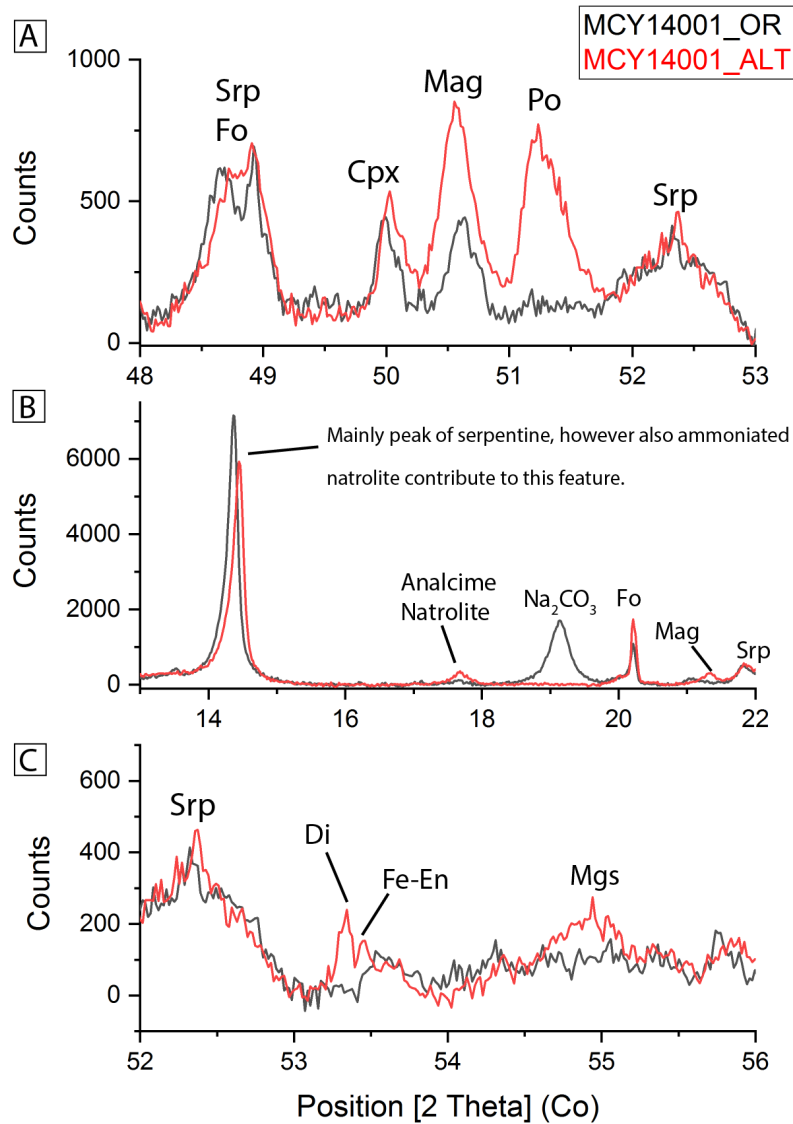 MCY14001_OR
MCY14001_ALT
A
1000
500
0
Counts
Srp
Fo
Cpx
Mag
Po
Srp
48 49 50 51 52 53
B
6000
4000
2000
0
Counts
Mainly peak of serpentine, however also ammoniated
natrolite contribute to this feature.
Analcime
Natrolite
Na₂CO₃
Fo
Mag
Srp
14 16 18 20 22
C
600
400
200
0
Counts
Srp
Di
Fe-En
Mgs
52 53 54 55 56
Position [2 Theta] (Co)